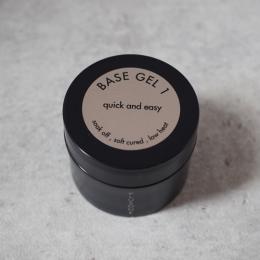 BASE GEL 1
quick and easy
soak off , soft cured , low heat